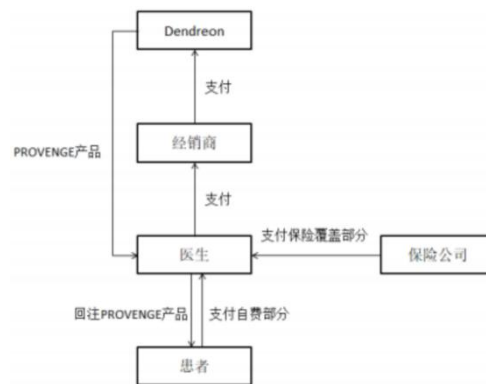 Dendreon
支付
经销商
PROVENGE产品
支付
支付保险覆盖部分
医生
保险公司
回注PROVENGE产品
支付自费部分
患者